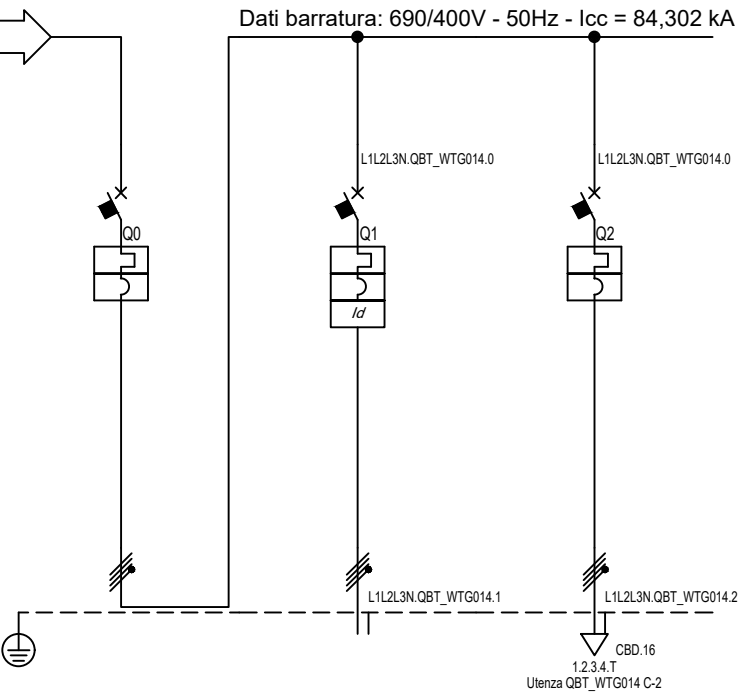 Dati barratura: 690/400V - 50Hz - Icc = 84,302 kA
L1L2L3N.QBT_WTG014.0
L1L2L3N.QBT_WTG014.0
Q0
Q1
Q2
Id
L1L2L3N.QBT_WTG014.1
L1L2L3N.QBT_WTG014.2
CBD.16
1.2.3.4.T
Utenza QBT_WTG014 C-2